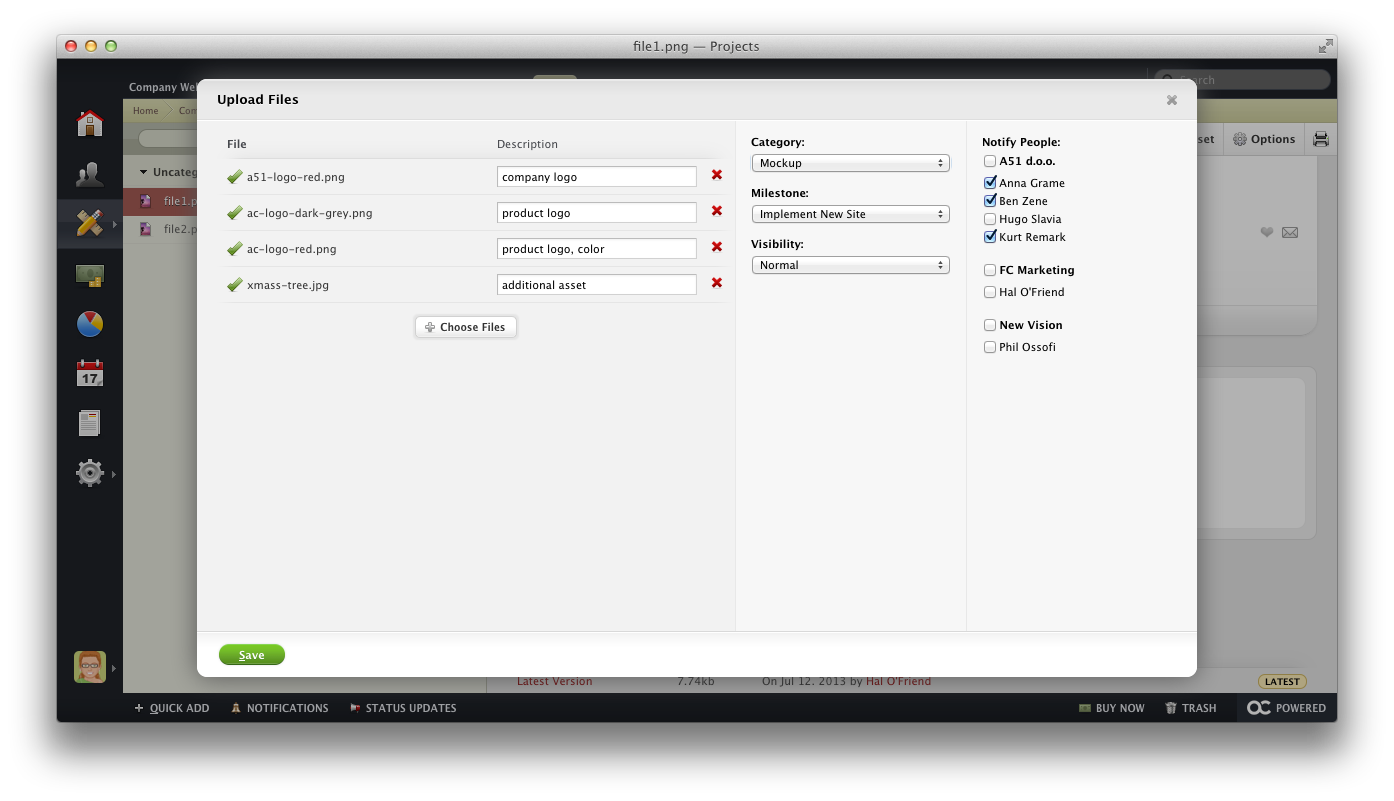 file1.png — Projects
Company We
Search
Home
Com
Upload Files
set
Options
File
Description
a51-logo-red.png
company logo
ac-logo-dark-grey.png
product logo
ac-logo-red.png
product logo, color
xmass-tree.jpg
additional asset
Choose Files
Category:
Mockup
Milestone:
Implement New Site
Visibility:
Normal
Notify People:
A51 d.o.o.
Anna Grame
Ben Zene
Hugo Slavia
Kurt Remark
FC Marketing
Hal O'Friend
New Vision
Phil Ossofi
Uncateg
file1.p
file2.p
17
Save
Latest Version
7.74kb
On Jul 12. 2013 by Hal O'Friend
LATEST
QUICK ADD
NOTIFICATIONS
STATUS UPDATES
BUY NOW
TRASH
POWERED